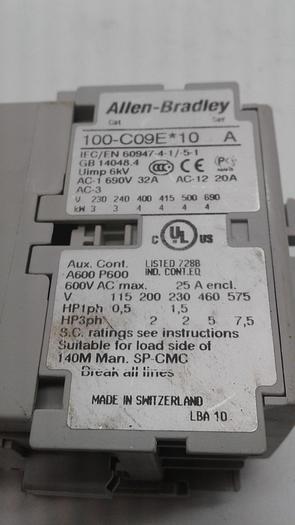 Allen-Bradley
Cat Ser
100-C09E*10 A
IEC/EN 60947-4-1/-5-1
GB 14048.4
Uimp 6kV
AC-1 690V 32A AC-12 20A
AC-3
V 230 240 400 415 500 690
kW 3 3 4 4 4 4
C UL US
Aux. Cont. LISTED 728B
A600 P600 IND. CONT.EQ
600V AC max. 25 A encl.
V 115 200 230 460 575
HP1ph 0,5 1,5
HP3ph 2 2 5 7,5
S.C. ratings see instructions
Suitable for load side of
140M Man. SP-CMC
Break all lines
MADE IN SWITZERLAND
LBA 10